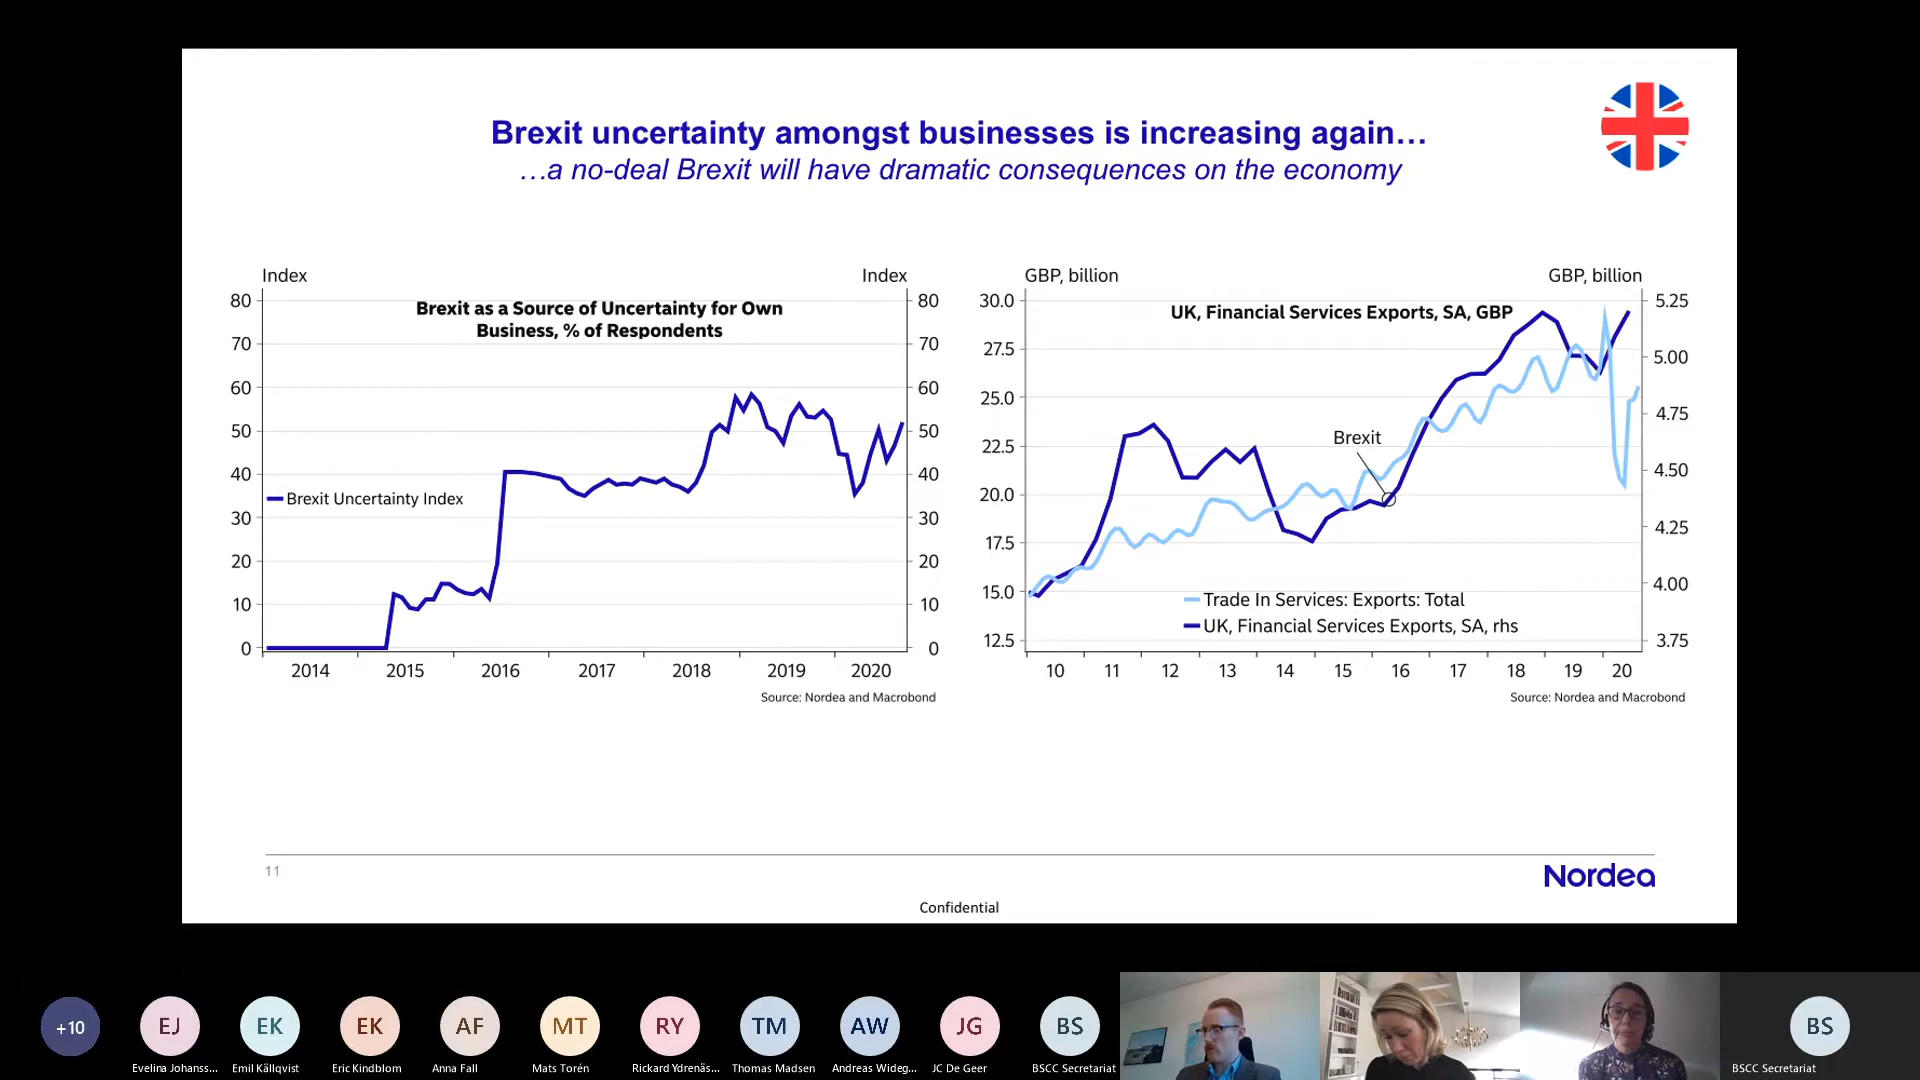 Brexit uncertainty amongst businesses is increasing again…
…a no-deal Brexit will have dramatic consequences on the economy
Index
Index
Brexit as a Source of Uncertainty for Own
Business, % of Respondents
80
70
60
50
40
30
20
10
0
80
70
60
50
40
30
20
10
0
Brexit Uncertainty Index
2014 2015 2016 2017 2018 2019 2020
Source: Nordea and Macrobond
GBP, billion
GBP, billion
UK, Financial Services Exports, SA, GBP
30.0
27.5
25.0
22.5
20.0
17.5
15.0
12.5
5.25
5.00
4.75
4.50
4.25
4.00
3.75
Brexit
Trade In Services: Exports: Total
UK, Financial Services Exports, SA, rhs
10 11 12 13 14 15 16 17 18 19 20
Source: Nordea and Macrobond
11
Nordea
Confidential
+10
EJ
EK
EK
AF
MT
RY
TM
AW
JG
BS
BS
Evelina Johanss...
Emil Källqvist
Eric Kindblom
Anna Fall
Mats Torén
Rickard Ydrenäs...
Thomas Madsen
Andreas Wideg...
JC De Geer
BSCC Secretariat
BSCC Secretariat